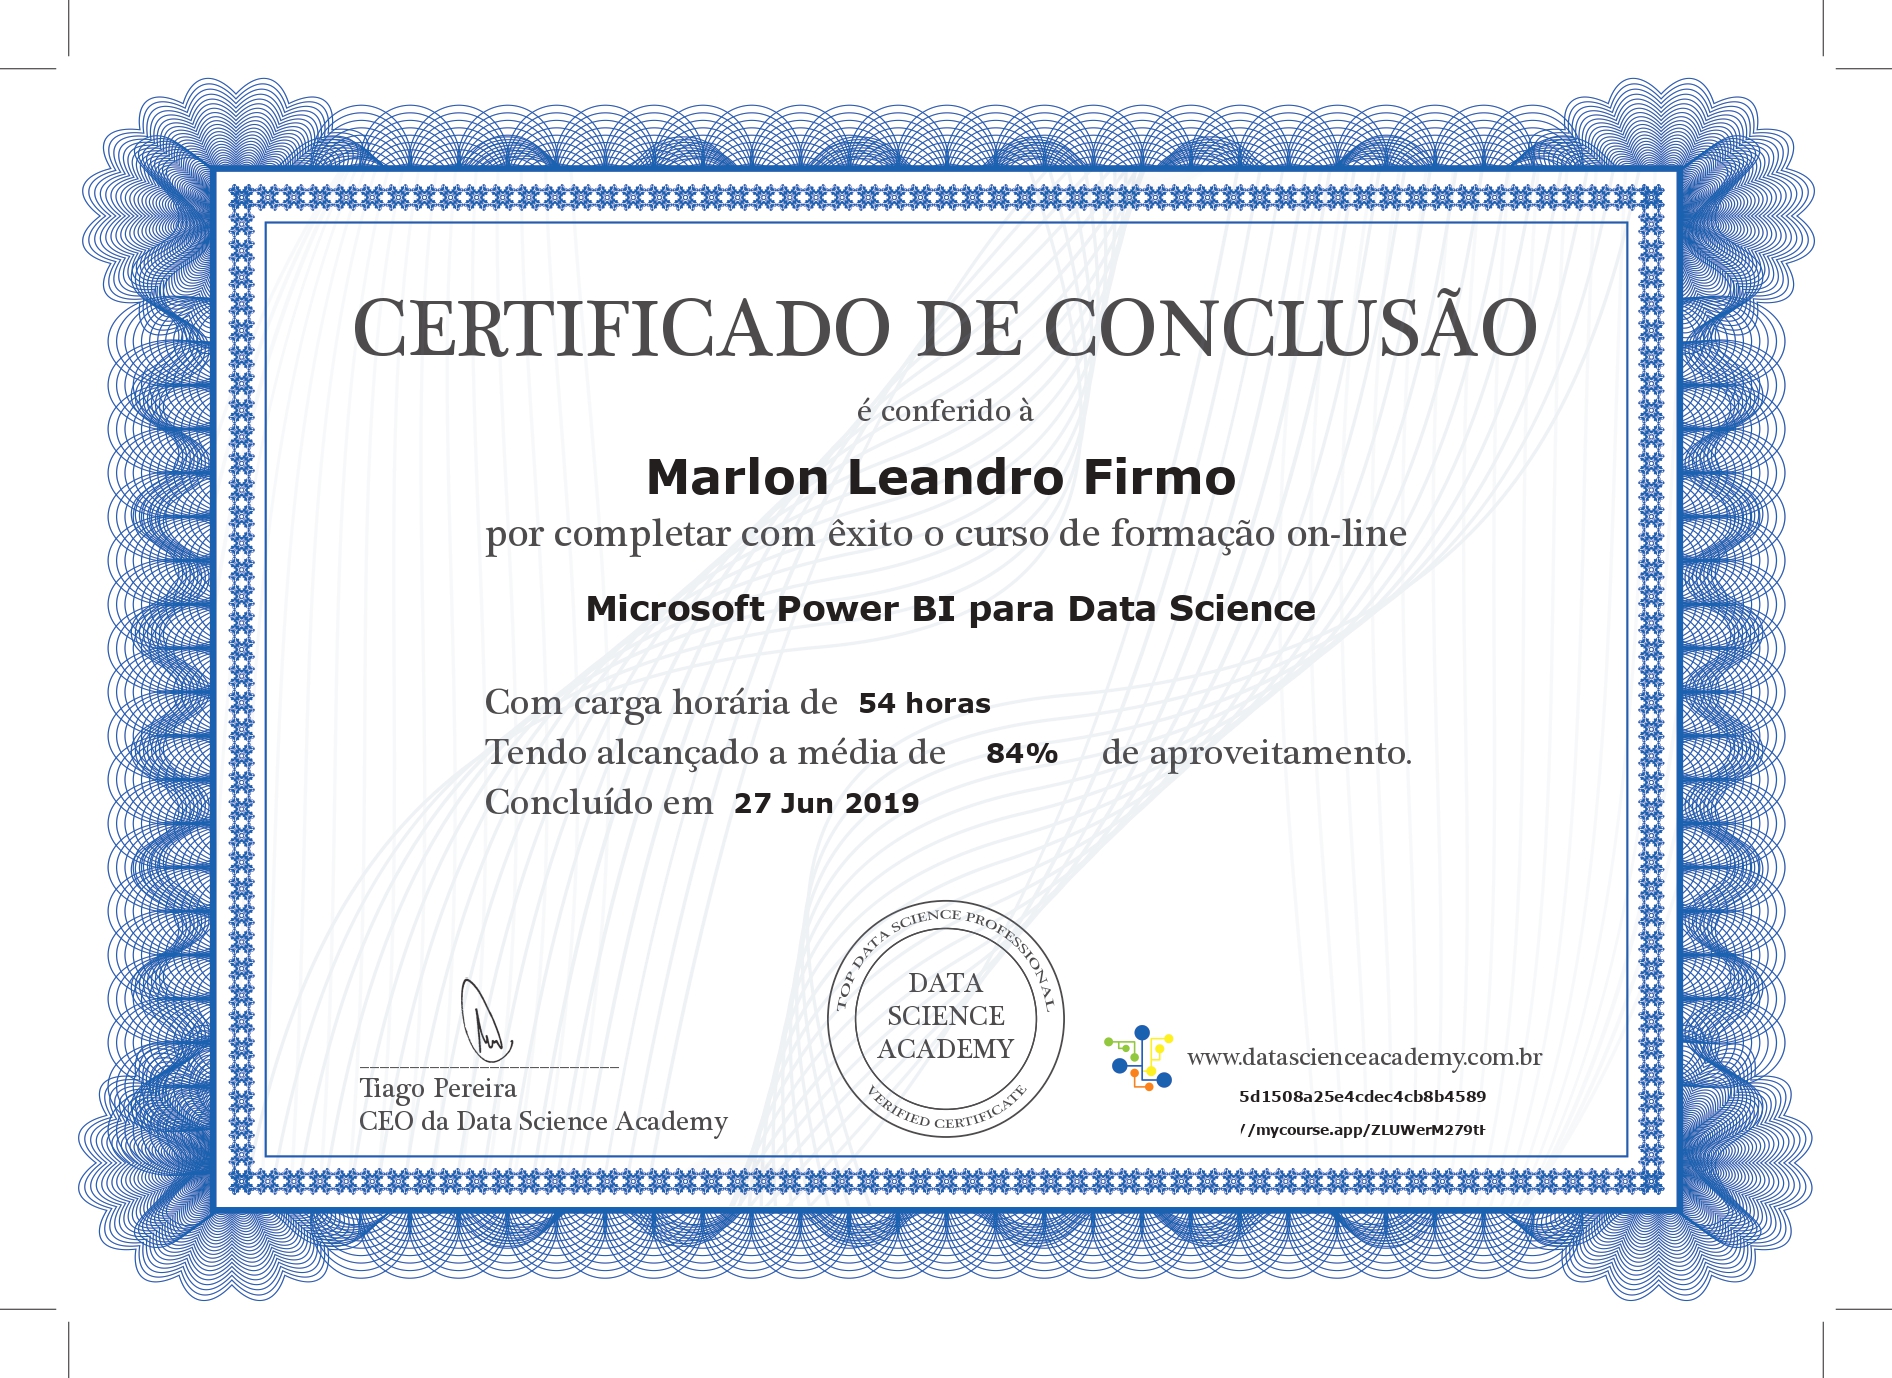 CERTIFICADO DE CONCLUSÃO
é conferido à
Marlon Leandro Firmo
por completar com êxito o curso de formação on-line
Microsoft Power BI para Data Science
Com carga horária de 54 horas
Tendo alcançado a média de 84% de aproveitamento.
Concluído em 27 Jun 2019
TOP DATA SCIENCE PROFESSIONAL
DATA
SCIENCE
ACADEMY
VERIFIED CERTIFICATE
Tiago Pereira
CEO da Data Science Academy
www.datascienceacademy.com.br
5d1508a25e4cdec4cb8b4589
//mycourse.app/ZLUWerM279t